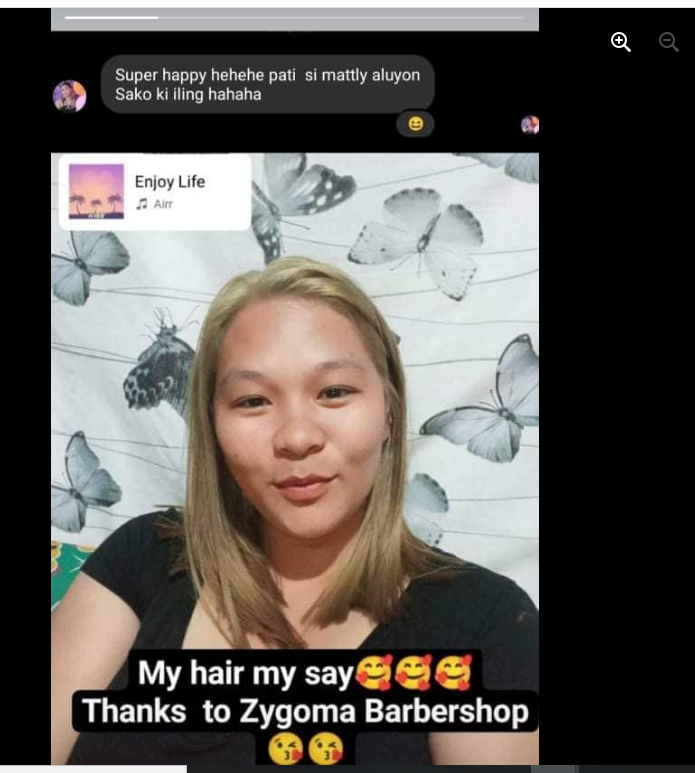 Super happy hehehe pati si mattly aluyon
Sako ki iling hahaha
Enjoy Life
Airr
My hair my say🥰🥰🥰
Thanks to Zygoma Barbershop
😘😘